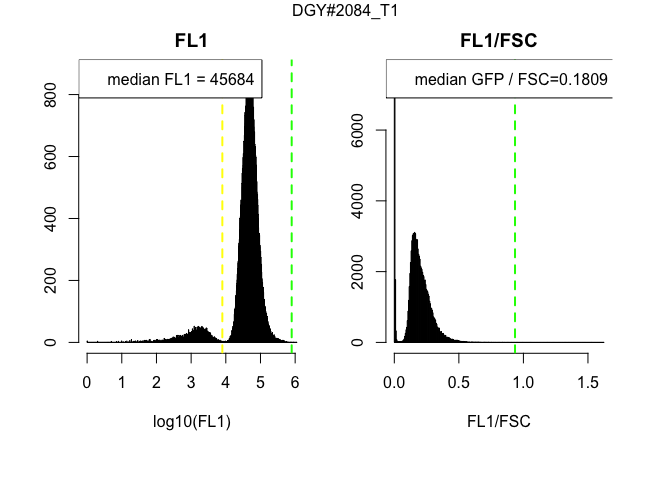 DGY#2084_T1
FL1
median FL1 = 45684
800
600
400
200
0
0 1 2 3 4 5 6
log10(FL1)
FL1/FSC
median GFP / FSC=0.1809
6000
4000
2000
0
0.0 0.5 1.0 1.5
FL1/FSC